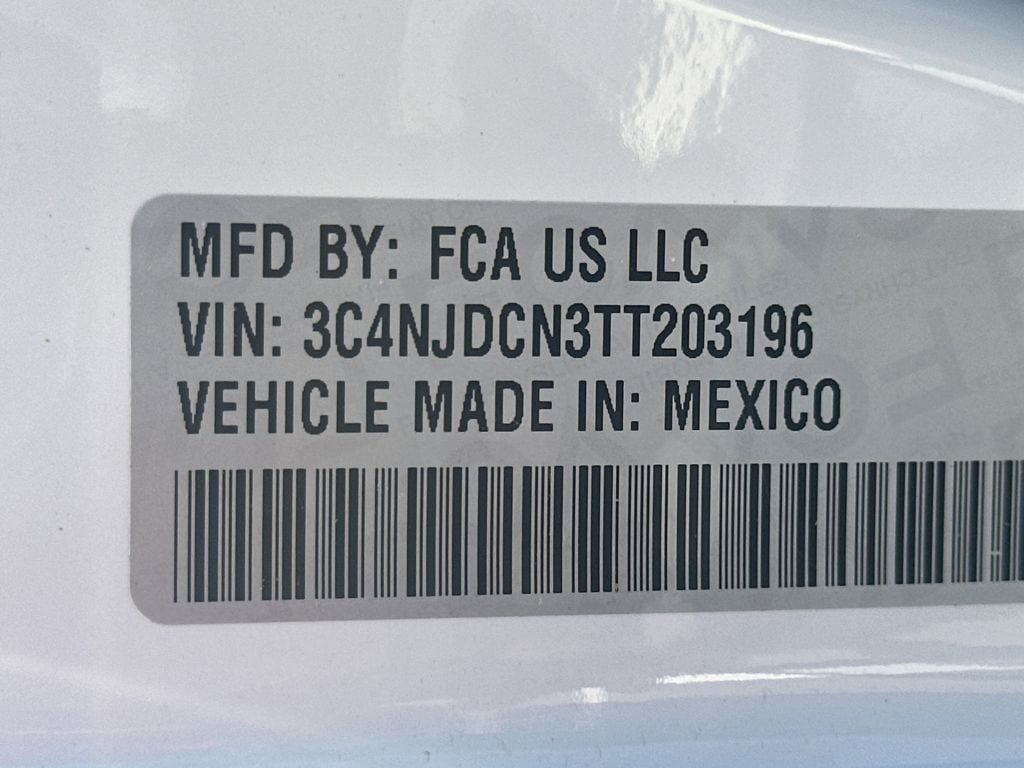 MFD BY: FCA US LLC
VIN: 3C4NJDCN3TT203196
VEHICLE MADE IN: MEXICO